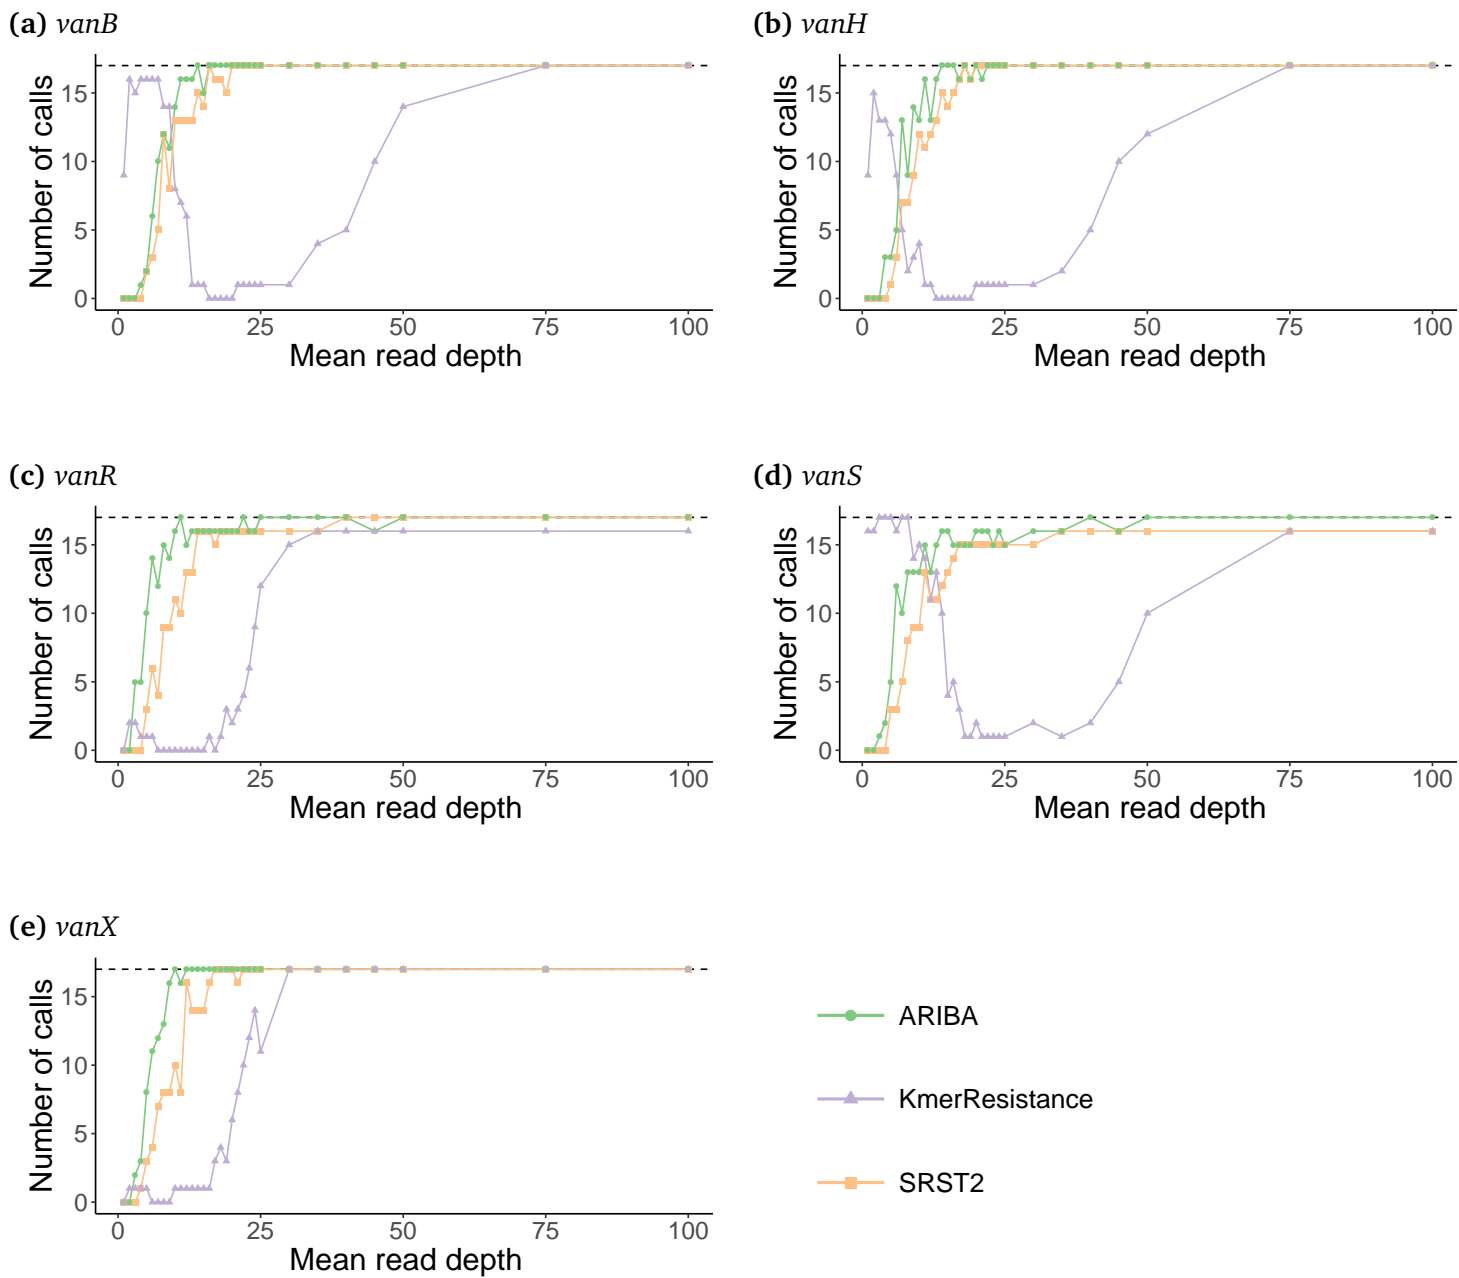 (a) vanB
15
10
5
0
Number of calls
0 25 50 75 100
Mean read depth
(b) vanH
15
10
5
0
Number of calls
0 25 50 75 100
Mean read depth
(c) vanR
15
10
5
0
Number of calls
0 25 50 75 100
Mean read depth
(d) vanS
15
10
5
0
Number of calls
0 25 50 75 100
Mean read depth
(e) vanX
15
10
5
0
Number of calls
0 25 50 75 100
Mean read depth
ARIBA
KmerResistance
SRST2